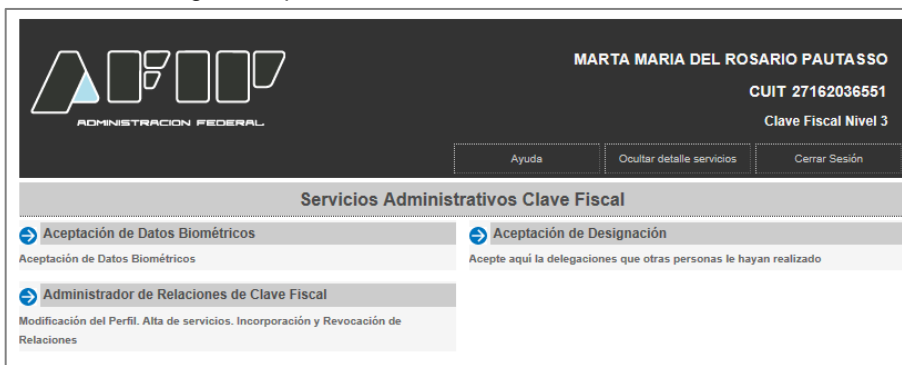 AFIP
ADMINISTRACION FEDERAL
MARTA MARIA DEL ROSARIO PAUTASSO
CUIT 27162036551
Clave Fiscal Nivel 3
Ayuda
Ocultar detalle servicios
Cerrar Sesión
Servicios Administrativos Clave Fiscal
Aceptación de Datos Biométricos
Aceptación de Datos Biométricos
Aceptación de Designación
Acepte aquí la delegaciones que otras personas le hayan realizado
Administrador de Relaciones de Clave Fiscal
Modificación del Perfil. Alta de servicios. Incorporación y Revocación de
Relaciones